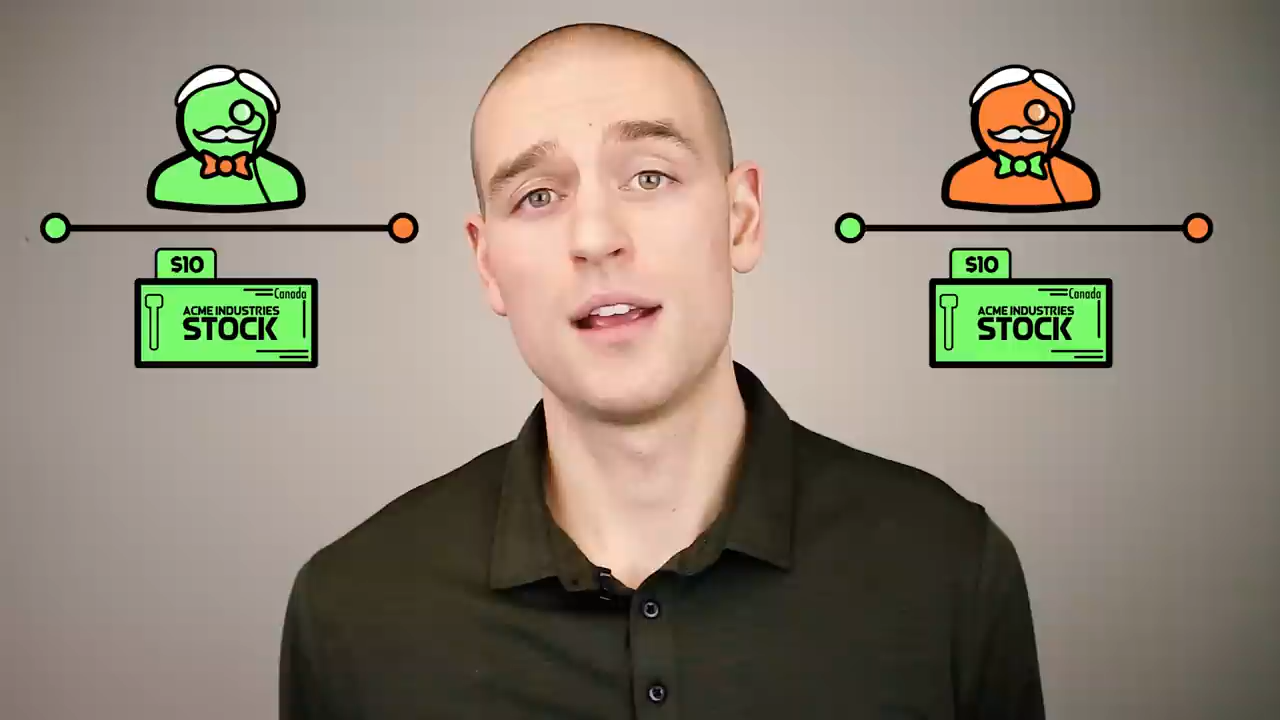 $10
Canada
ACME INDUSTRIES
STOCK
$10
Canada
ACME INDUSTRIES
STOCK